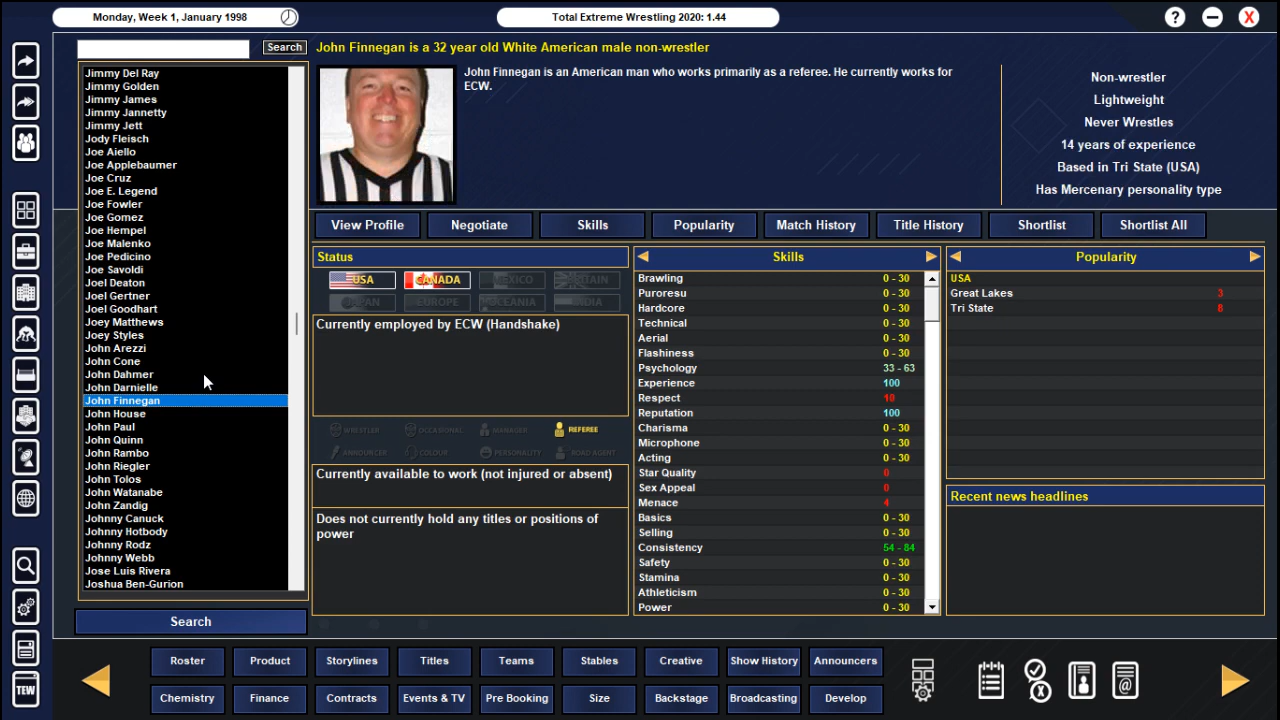 Monday, Week 1, January 1998
Total Extreme Wrestling 2020: 1.44
? X
Search
John Finnegan is a 32 year old White American male non-wrestler
Jimmy Del Ray
Jimmy Golden
Jimmy James
Jimmy Jannetty
Jimmy Jett
Jody Fleisch
Joe Aiello
Joe Applebaumer
Joe Cruz
Joe E. Legend
Joe Fowler
Joe Gomez
Joe Hempel
Joe Malenko
Joe Pedicino
Joe Savoldi
Joel Deaton
Joel Gertner
Joel Goodhart
Joey Matthews
Joey Styles
John Arezzi
John Cone
John Dahmer
John Darnielle
John Finnegan
John House
John Paul
John Quinn
John Rambo
John Riegler
John Tolos
John Watanabe
John Zandig
Johnny Canuck
Johnny Hotbody
Johnny Rodz
Johnny Webb
Jose Luis Rivera
Joshua Ben-Gurion
Search
John Finnegan is an American man who works primarily as a referee. He currently works for
ECW.
Non-wrestler
Lightweight
Never Wrestles
14 years of experience
Based in Tri State (USA)
Has Mercenary personality type
View Profile Negotiate Skills Popularity Match History Title History Shortlist Shortlist All
Status
USA CANADA MEXICO BRITAIN
JAPAN EUROPE OCEANIA INDIA
Currently employed by ECW (Handshake)
WRESTLER OCCASIONAL MANAGER REFEREE
ANNOUNCER COLOUR PERSONALITY ROAD AGENT
Currently available to work (not injured or absent)
Does not currently hold any titles or positions of
power
Skills
Brawling 0 - 30
Puroresu 0 - 30
Hardcore 0 - 30
Technical 0 - 30
Aerial 0 - 30
Flashiness 0 - 30
Psychology 33 - 63
Experience 100
Respect 10
Reputation 100
Charisma 0 - 30
Microphone 0 - 30
Acting 0 - 30
Star Quality 0
Sex Appeal 0
Menace 4
Basics 0 - 30
Selling 0 - 30
Consistency 54 - 84
Safety 0 - 30
Stamina 0 - 30
Athleticism 0 - 30
Power 0 - 30
Popularity
USA
Great Lakes 3
Tri State 8
Recent news headlines
TEW
Roster Product Storylines Titles Teams Stables Creative Show History Announcers
Chemistry Finance Contracts Events & TV Pre Booking Size Backstage Broadcasting Develop